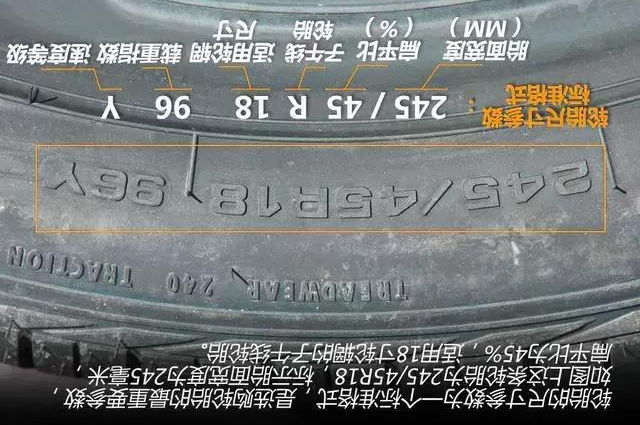 轮胎的尺寸参数为一个标准格式，是选购轮胎的最重要参数，
如图上这条轮胎为245/45R18，标示胎面宽度为245毫米，
扁平比为45%，适用18寸轮辋的子午线轮胎。
TREADWEAR 240 TRACTION
245/45R18 96Y
轮胎尺寸参数
标准格式：
245 / 45 R 18 96 Y
胎面宽度 扁平比 子午线 适用轮辋 载重指数 速度等级
（MM） （%） 轮胎 尺寸